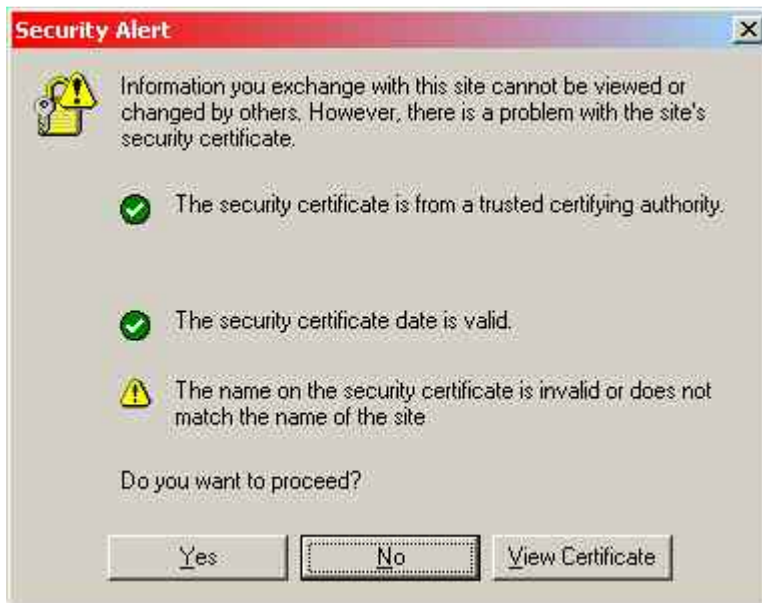 Security Alert
Information you exchange with this site cannot be viewed or
changed by others. However, there is a problem with the site's
security certificate.
The security certificate is from a trusted certifying authority.
The security certificate date is valid.
The name on the security certificate is invalid or does not
match the name of the site
Do you want to proceed?
Yes No View Certificate